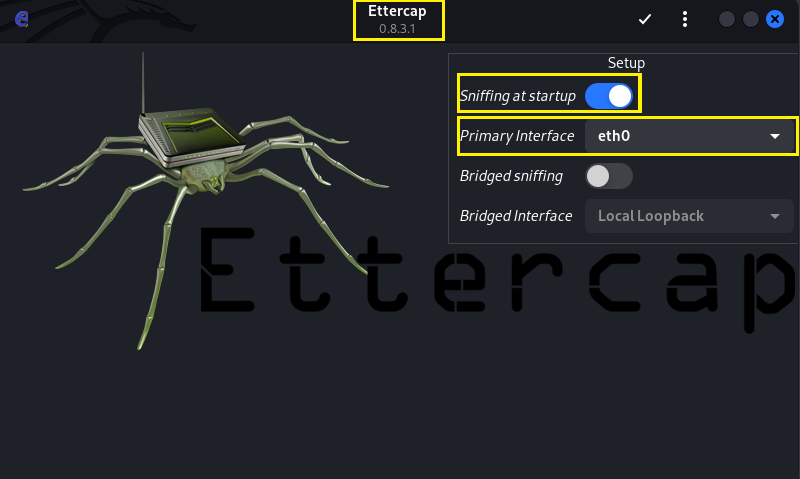 Ettercap
0.8.3.1
Setup
Sniffing at startup
Primary Interface eth0
Bridged sniffing
Bridged Interface Local Loopback
Ettercap